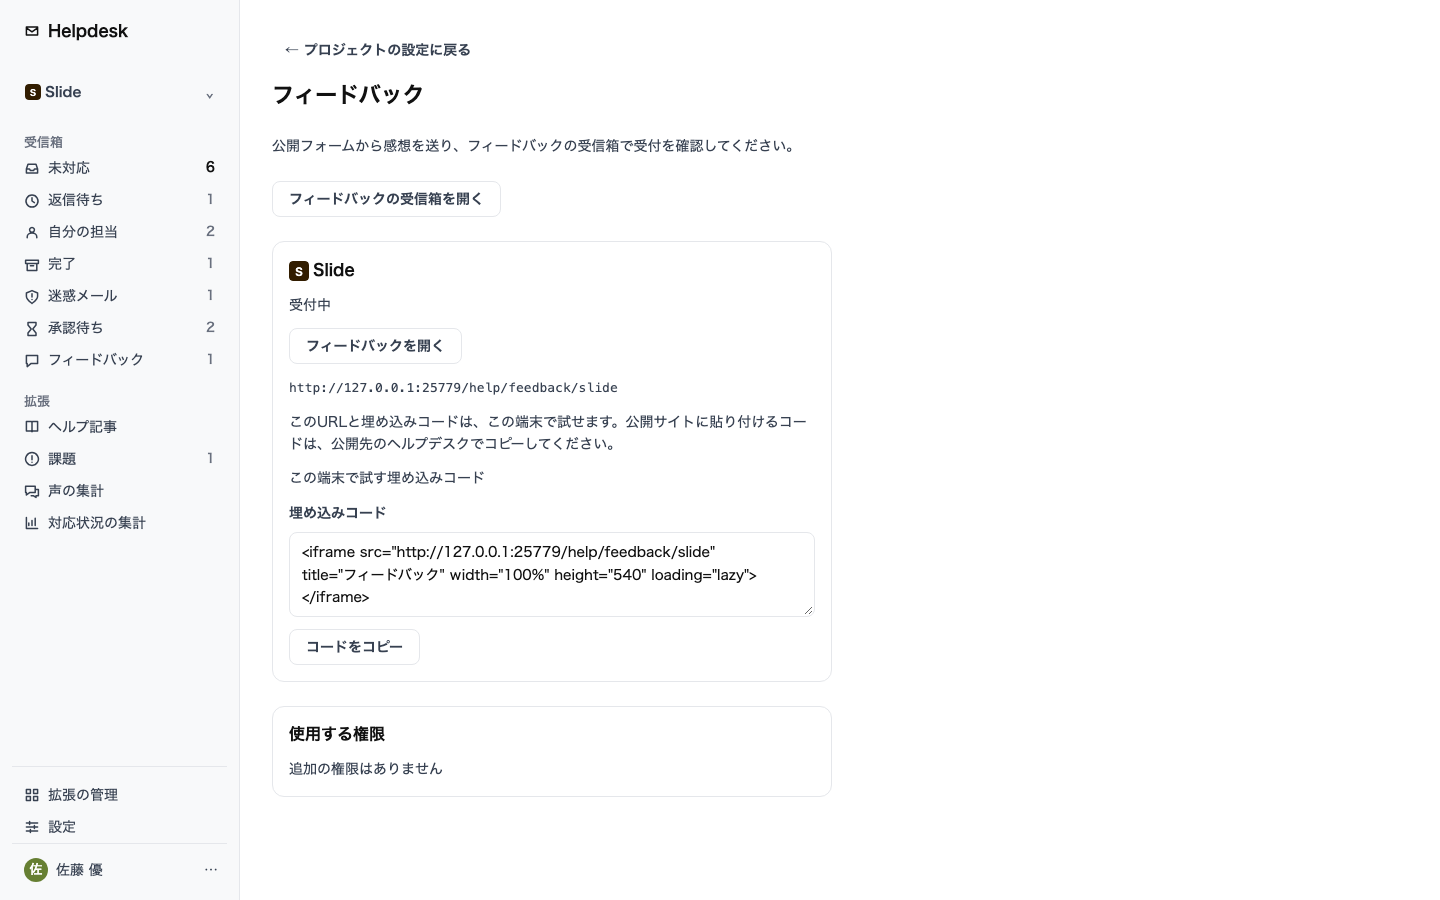 Helpdesk
S Slide
受信箱
未対応 6
返信待ち 1
自分の担当 2
完了 1
迷惑メール 1
承認待ち 2
フィードバック 1
拡張
ヘルプ記事
課題 1
声の集計
対応状況の集計
拡張の管理
設定
佐 佐藤 優 …
← プロジェクトの設定に戻る
フィードバック
公開フォームから感想を送り、フィードバックの受信箱で受付を確認してください。
フィードバックの受信箱を開く
S Slide
受付中
フィードバックを開く
http://127.0.0.1:25779/help/feedback/slide
このURLと埋め込みコードは、この端末で試せます。公開サイトに貼り付けるコー
ドは、公開先のヘルプデスクでコピーしてください。
この端末で試す埋め込みコード
埋め込みコード
<iframe src="http://127.0.0.1:25779/help/feedback/slide"
title="フィードバック" width="100%" height="540" loading="lazy">
</iframe>
コードをコピー
使用する権限
追加の権限はありません